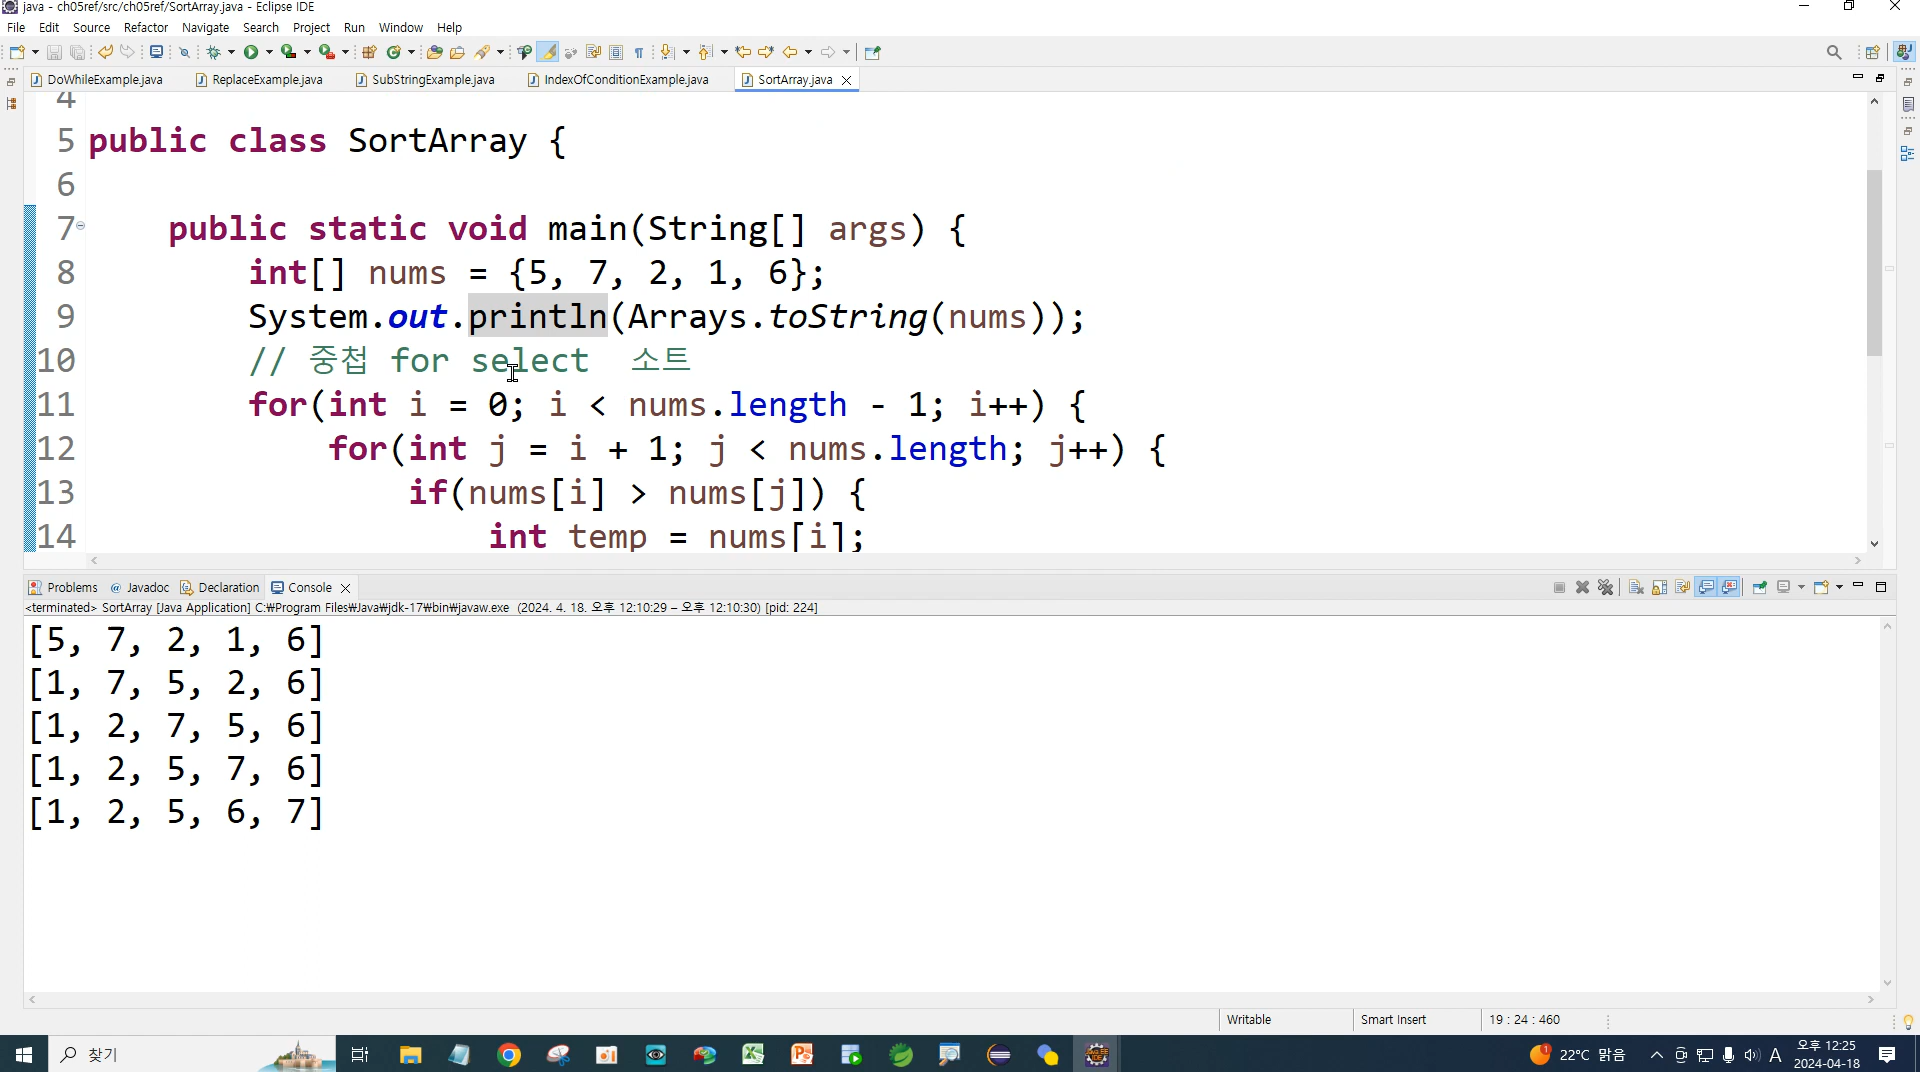 java - ch05ref/src/ch05ref/SortArray.java - Eclipse IDE
File Edit Source Refactor Navigate Search Project Run Window Help
DoWhileExample.java ReplaceExample.java SubStringExample.java IndexOfConditionExample.java SortArray.java
4
5 public class SortArray {
6
7 public static void main(String[] args) {
8 int[] nums = {5, 7, 2, 1, 6};
9 System.out.println(Arrays.toString(nums));
10 // 중첩 for select 소트
11 for(int i = 0; i < nums.length - 1; i++) {
12 for(int j = i + 1; j < nums.length; j++) {
13 if(nums[i] > nums[j]) {
14 int temp = nums[i];
Problems Javadoc Declaration Console
<terminated> SortArray [Java Application] C:₩Program Files₩Java₩jdk-17₩bin₩javaw.exe (2024. 4. 18. 오후 12:10:29 – 오후 12:10:30) [pid: 224]
[5, 7, 2, 1, 6]
[1, 7, 5, 2, 6]
[1, 2, 7, 5, 6]
[1, 2, 5, 7, 6]
[1, 2, 5, 6, 7]
Writable Smart Insert 19 : 24 : 460
찾기
22°C 맑음
A
오후 12:25
2024-04-18